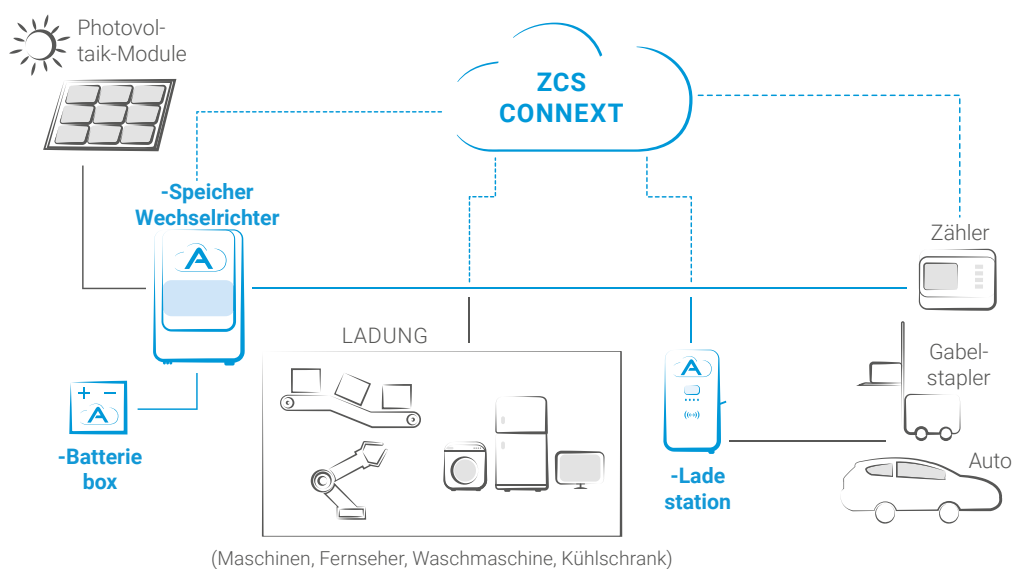 Photovol-
taik-Module
ZCS
CONNEXT
-Speicher
Wechselrichter
A
Zähler
LADUNG
Gabel-
stapler
A
+ −
A
-Batterie
box
-Lade
station
Auto
(Maschinen, Fernseher, Waschmaschine, Kühlschrank)